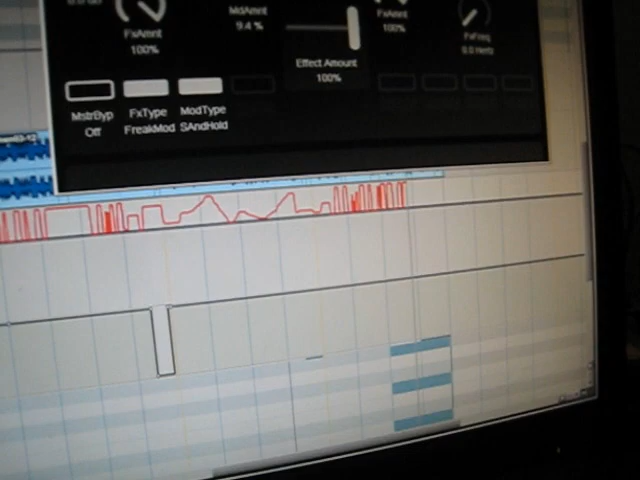 FxAmnt
100%
MdAmnt
9.4 %
FxAmnt
100%
FxFreq
0.0 Hertz
Effect Amount
100%
MstrByp
Off
FxType
FreakMod
ModType
SAndHold